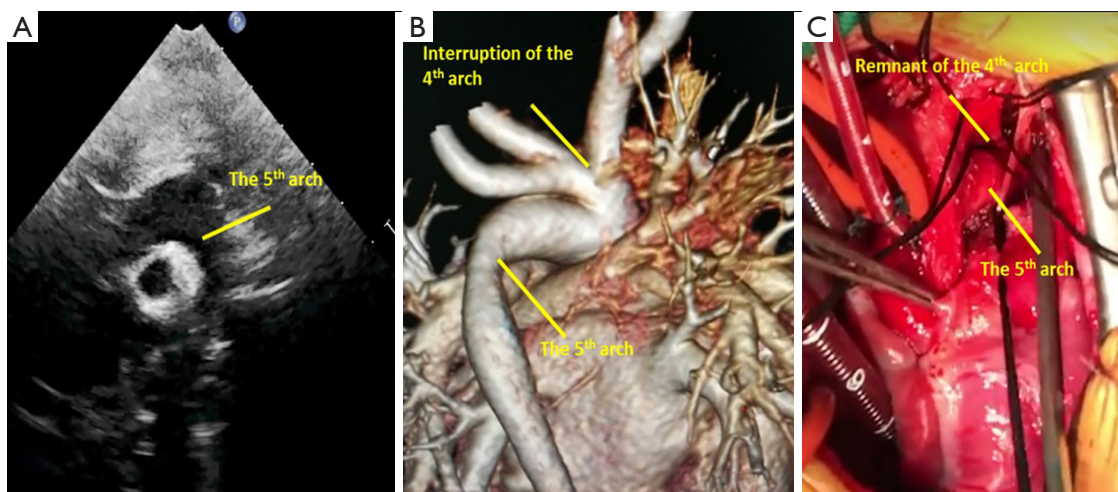 A
P
The 5th arch
B
Interruption of the
4th arch
The 5th arch
C
Remnant of the 4th arch
The 5th arch
9